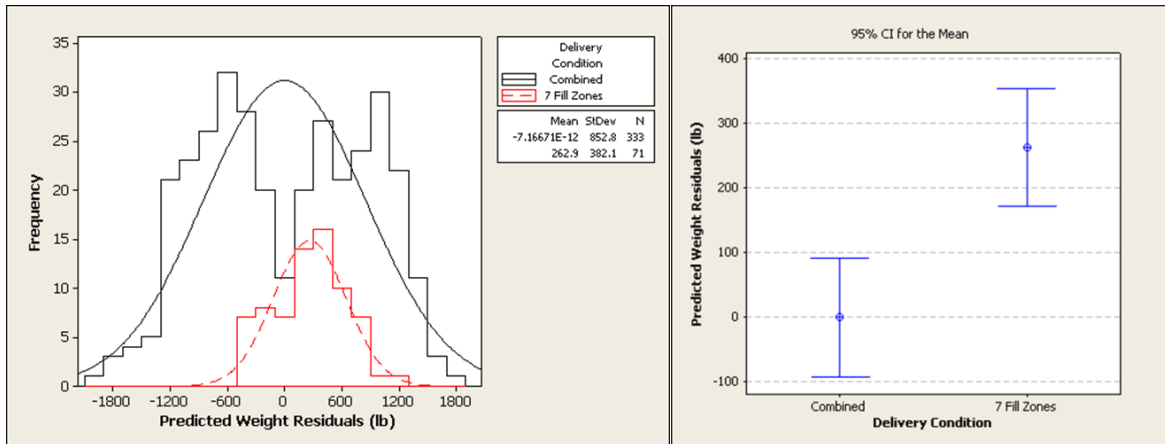 35
30
25
20
15
10
5
0
Frequency
-1800 -1200 -600 0 600 1200 1800
Predicted Weight Residuals (lb)
Delivery
Condition
Combined
7 Fill Zones
Mean StDev N
-7.16671E-12 852.8 333
262.9 382.1 71
95% CI for the Mean
400
300
200
100
0
-100
Predicted Weight Residuals (lb)
Combined 7 Fill Zones
Delivery Condition